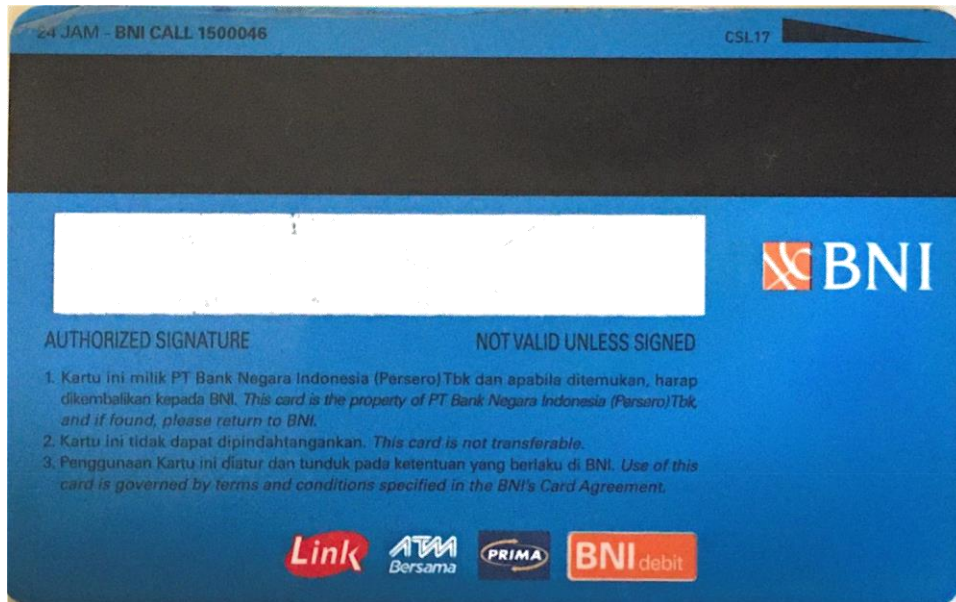 24 JAM - BNI CALL 1500046
CSL17
BNI
AUTHORIZED SIGNATURE
NOT VALID UNLESS SIGNED
1. Kartu ini milik PT Bank Negara Indonesia (Persero) Tbk dan apabila ditemukan, harap
dikembalikan kepada BNI. This card is the property of PT Bank Negara Indonesia (Persero) Tbk,
and if found, please return to BNI.
2. Kartu ini tidak dapat dipindahtangankan. This card is not transferable.
3. Penggunaan Kartu ini diatur dan tunduk pada ketentuan yang berlaku di BNI. Use of this
card is governed by terms and conditions specified in the BNI's Card Agreement.
Link
ATM
Bersama
PRIMA
BNI debit